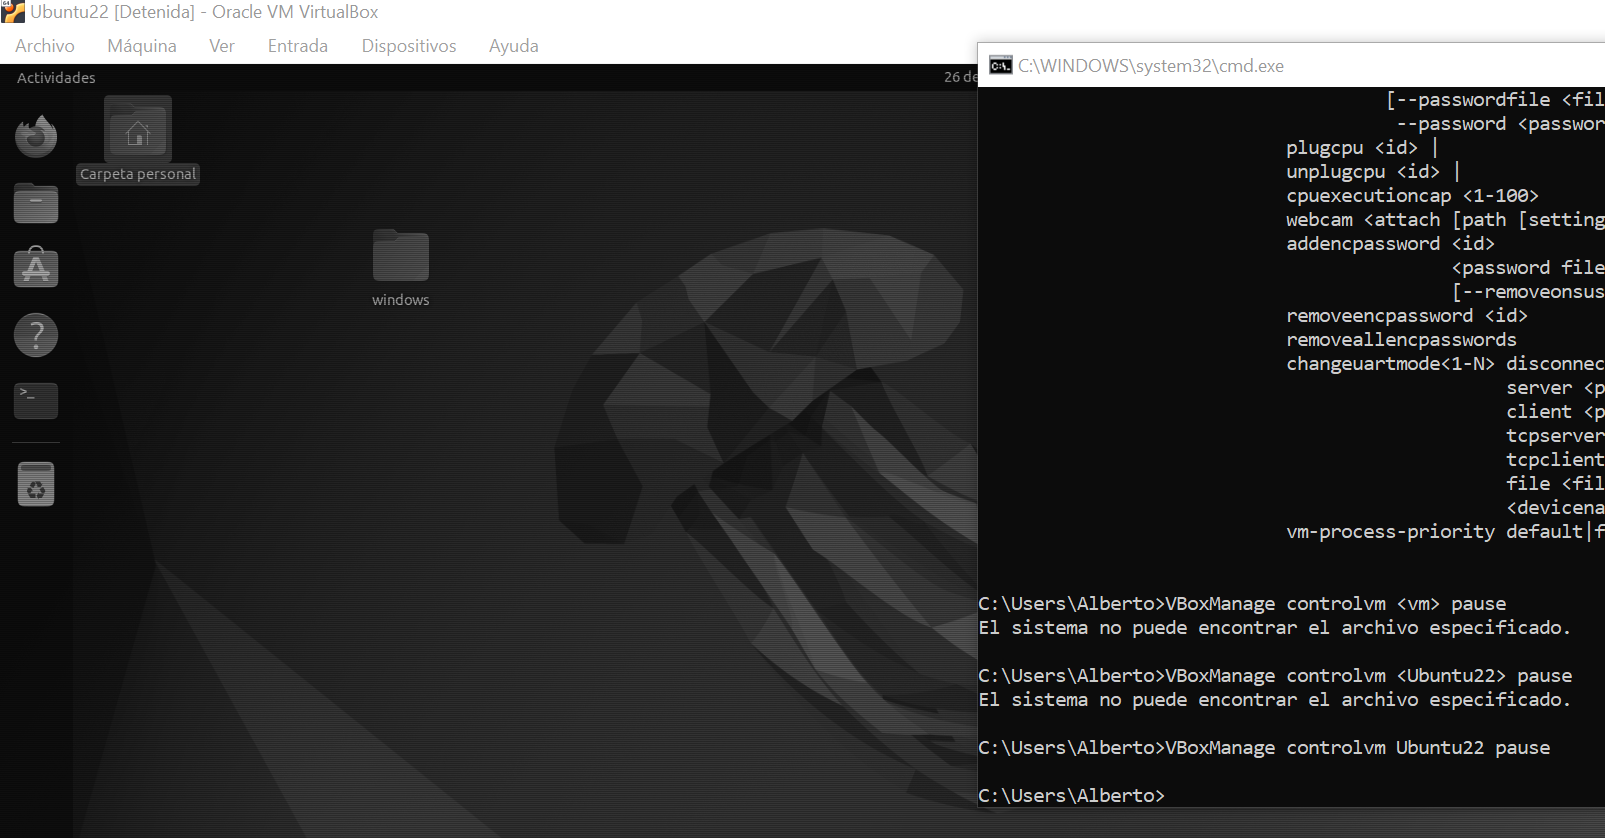 Ubuntu22 [Detenida] - Oracle VM VirtualBox
Archivo Máquina Ver Entrada Dispositivos Ayuda
Actividades
26 de
Carpeta personal
windows
C:\WINDOWS\system32\cmd.exe
[--passwordfile <fil
--password <passwor
plugcpu <id> |
unplugcpu <id> |
cpuexecutioncap <1-100>
webcam <attach [path [setting
addencpassword <id>
<password file
[--removeonsus
removeencpassword <id>
removeallencpasswords
changeuartmode<1-N> disconnec
server <p
client <p
tcpserver
tcpclient
file <fil
<devicena
vm-process-priority default|f
C:\Users\Alberto>VBoxManage controlvm <vm> pause
El sistema no puede encontrar el archivo especificado.
C:\Users\Alberto>VBoxManage controlvm <Ubuntu22> pause
El sistema no puede encontrar el archivo especificado.
C:\Users\Alberto>VBoxManage controlvm Ubuntu22 pause
C:\Users\Alberto>